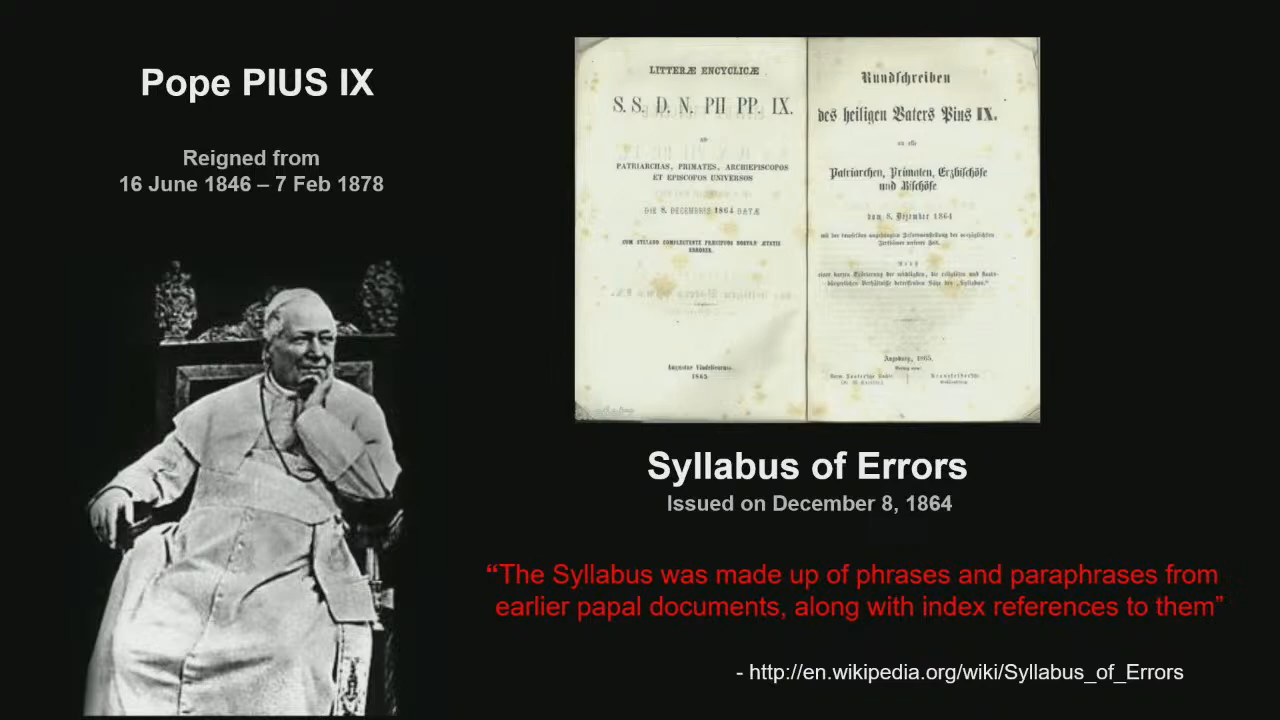 Pope PIUS IX
Reigned from
16 June 1846 – 7 Feb 1878
LITTERÆ ENCYCLICÆ
S. S. D. N. PII PP. IX.
AD
PATRIARCHAS, PRIMATES, ARCHIEPISCOPOS
ET EPISCOPOS UNIVERSOS
DIE 8. DECEMBRIS 1864 DATÆ
CUM SYLLABO COMPLECTENTE PRÆCIPUOS NOSTRÆ ÆTATIS
ERRORES.
Augustae Vindelicorum.
1865.
Rundschreiben
des heiligen Vaters Pius IX.
an alle
Patriarchen, Primaten, Erzbischöfe
und Bischöfe
vom 8. Dezember 1864
Nebst
Augsburg, 1865.
Syllabus of Errors
Issued on December 8, 1864
“The Syllabus was made up of phrases and paraphrases from
earlier papal documents, along with index references to them”
- http://en.wikipedia.org/wiki/Syllabus_of_Errors